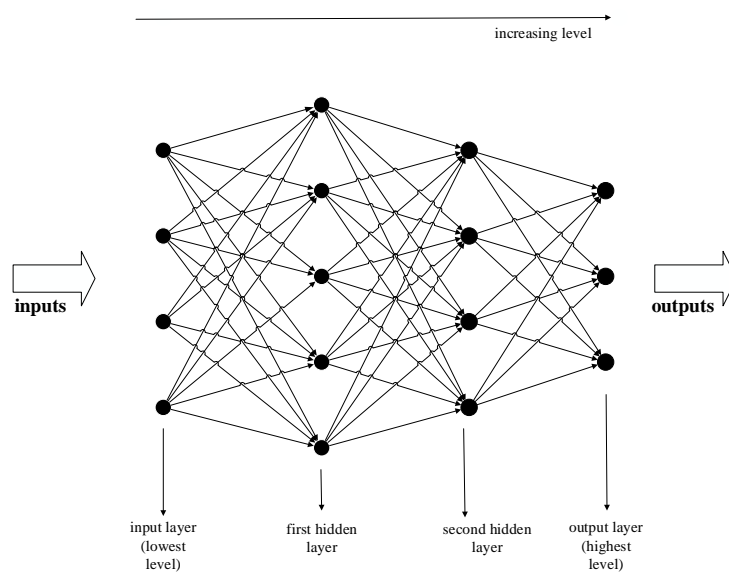 increasing level
inputs
outputs
input layer
(lowest
level)
first hidden
layer
second hidden
layer
output layer
(highest
level)